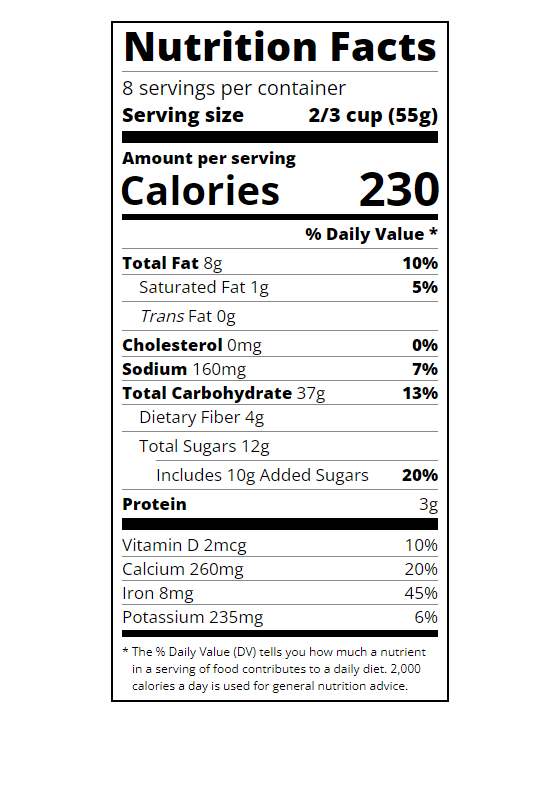 Nutrition Facts
8 servings per container
Serving size 2/3 cup (55g)
Amount per serving
Calories 230
% Daily Value *
Total Fat 8g 10%
Saturated Fat 1g 5%
Trans Fat 0g
Cholesterol 0mg 0%
Sodium 160mg 7%
Total Carbohydrate 37g 13%
Dietary Fiber 4g
Total Sugars 12g
Includes 10g Added Sugars 20%
Protein 3g
Vitamin D 2mcg 10%
Calcium 260mg 20%
Iron 8mg 45%
Potassium 235mg 6%
* The % Daily Value (DV) tells you how much a nutrient
in a serving of food contributes to a daily diet. 2,000
calories a day is used for general nutrition advice.